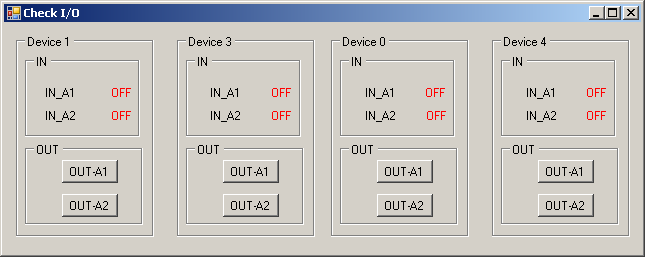 Check I/O
Device 1
IN
IN_A1 OFF
IN_A2 OFF
OUT
OUT-A1
OUT-A2
Device 3
IN
IN_A1 OFF
IN_A2 OFF
OUT
OUT-A1
OUT-A2
Device 0
IN
IN_A1 OFF
IN_A2 OFF
OUT
OUT-A1
OUT-A2
Device 4
IN
IN_A1 OFF
IN_A2 OFF
OUT
OUT-A1
OUT-A2